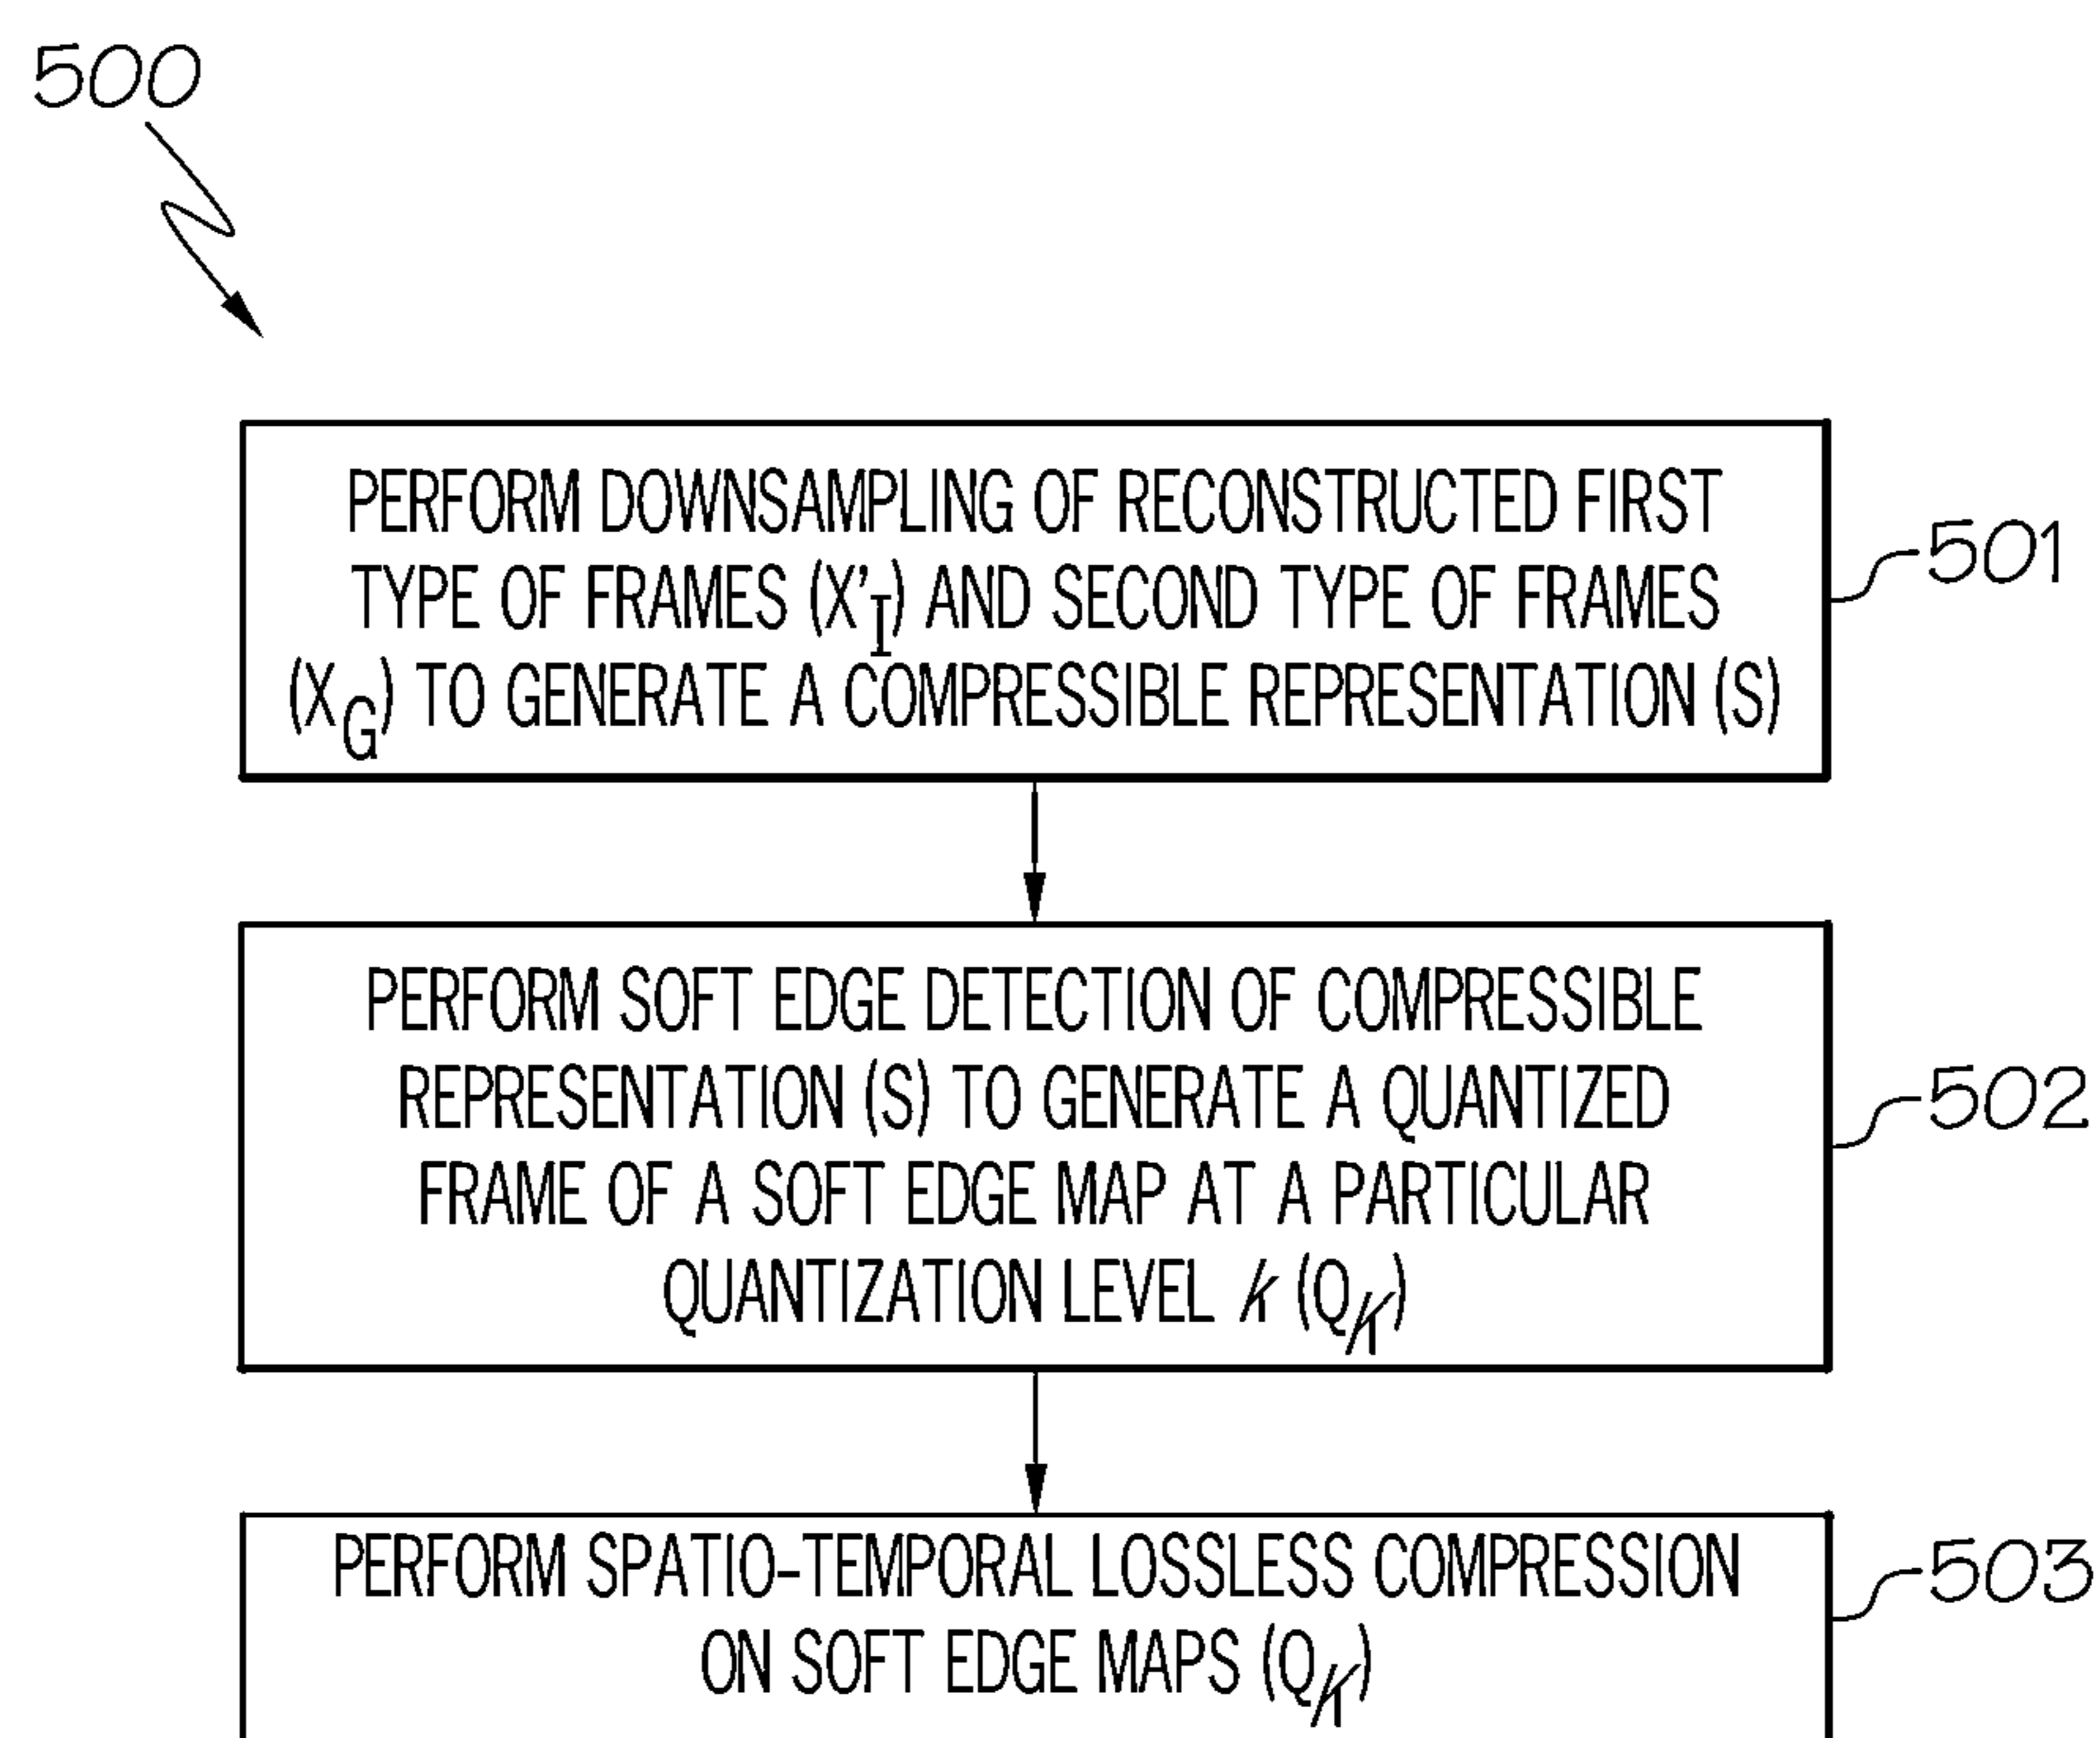 500
PERFORM DOWNSAMPLING OF RECONSTRUCTED FIRST
TYPE OF FRAMES (X'I) AND SECOND TYPE OF FRAMES
(XG) TO GENERATE A COMPRESSIBLE REPRESENTATION (S)
501
PERFORM SOFT EDGE DETECTION OF COMPRESSIBLE
REPRESENTATION (S) TO GENERATE A QUANTIZED
FRAME OF A SOFT EDGE MAP AT A PARTICULAR
QUANTIZATION LEVEL k (Qk)
502
PERFORM SPATIO-TEMPORAL LOSSLESS COMPRESSION
ON SOFT EDGE MAPS (Qk)
503